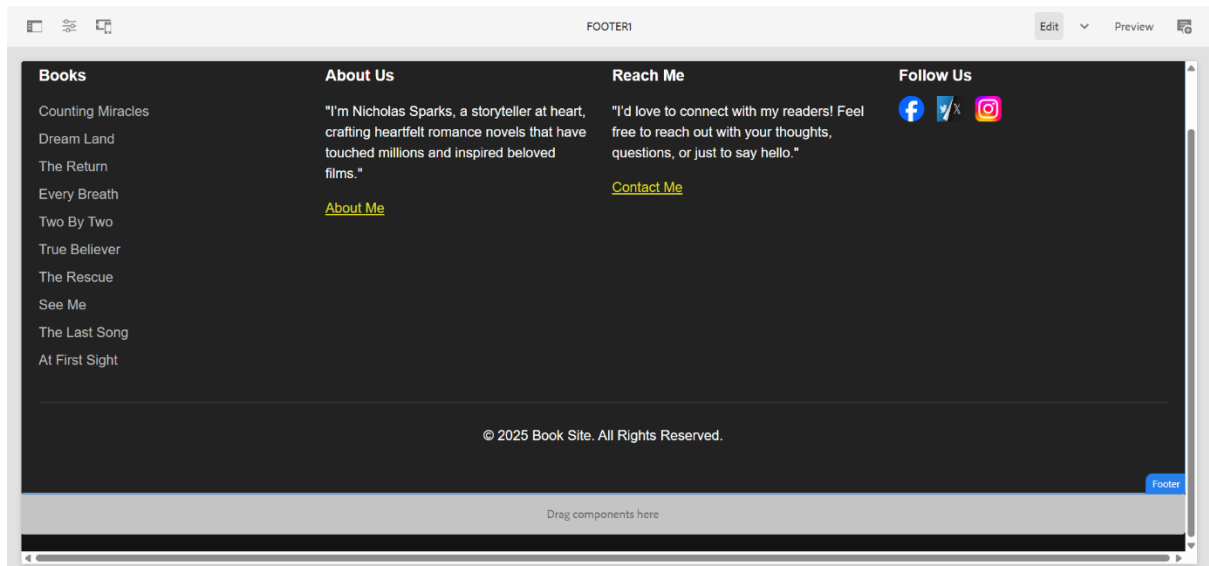 FOOTER1
Edit
Preview
Books
Counting Miracles
Dream Land
The Return
Every Breath
Two By Two
True Believer
The Rescue
See Me
The Last Song
At First Sight
About Us
"I'm Nicholas Sparks, a storyteller at heart,
crafting heartfelt romance novels that have
touched millions and inspired beloved
films."
About Me
Reach Me
"I'd love to connect with my readers! Feel
free to reach out with your thoughts,
questions, or just to say hello."
Contact Me
Follow Us
© 2025 Book Site. All Rights Reserved.
Footer
Drag components here